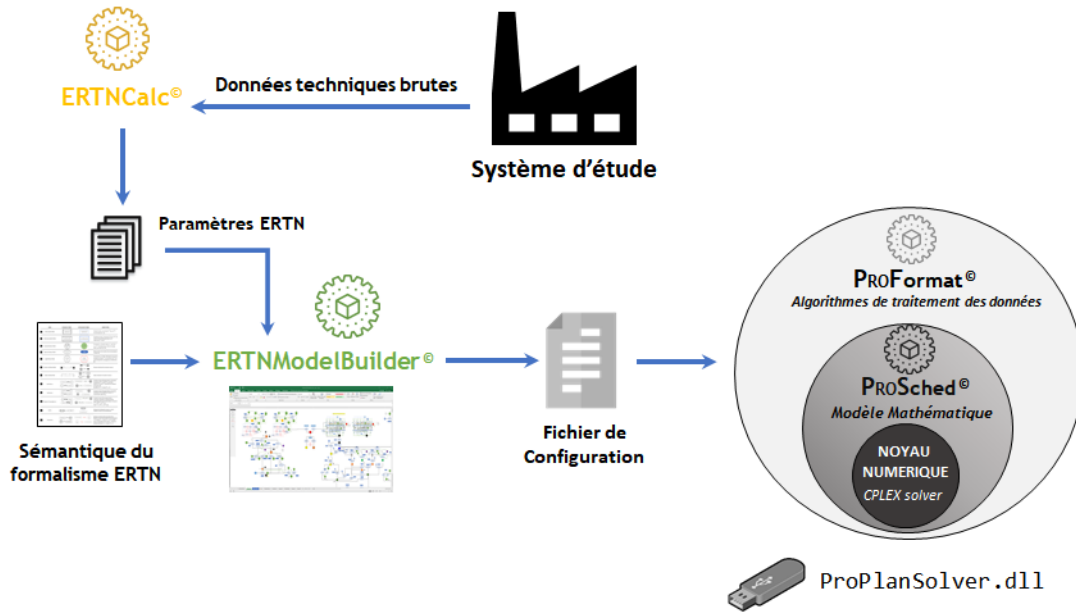 ERTNCalc©
Données techniques brutes
Système d’étude
Paramètres ERTN
PROFormat©
Algorithmes de traitement des données
ERTNModelBuilder©
PROSched©
Modèle Mathématique
Sémantique du
formalisme ERTN
Fichier de
Configuration
NOYAU
NUMERIQUE
CPLEX solver
ProPlanSolver.dll